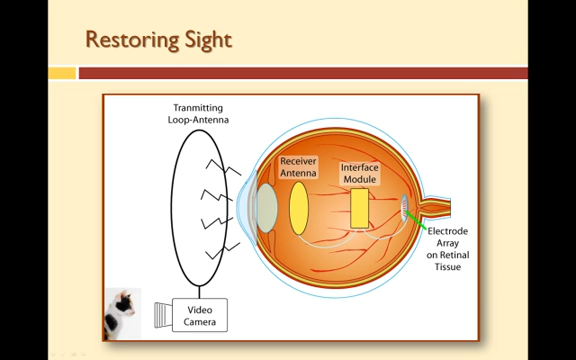 Restoring Sight
Tranmitting
Loop-Antenna
Receiver
Antenna
Interface
Module
Electrode
Array
on Retinal
Tissue
Video
Camera